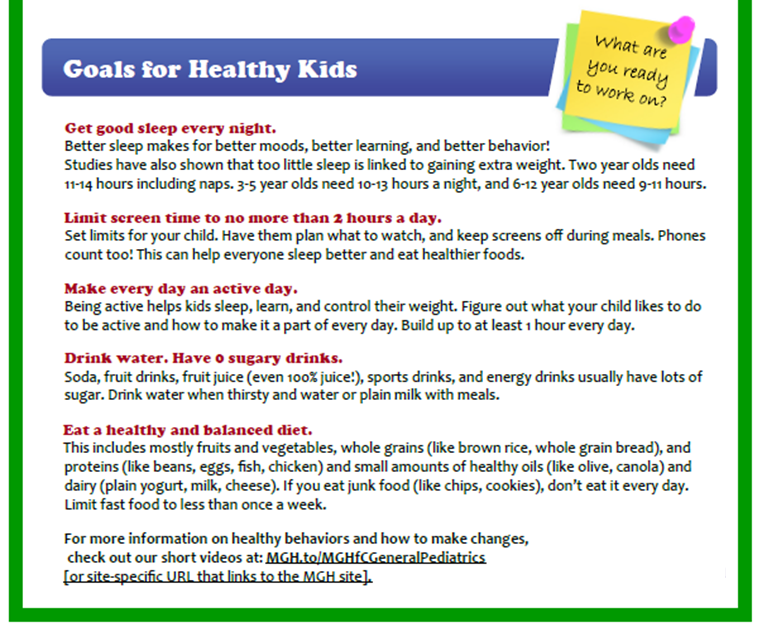 Goals for Healthy Kids
What are
you ready
to work on?
Get good sleep every night.
Better sleep makes for better moods, better learning, and better behavior!
Studies have also shown that too little sleep is linked to gaining extra weight. Two year olds need
11-14 hours including naps. 3-5 year olds need 10-13 hours a night, and 6-12 year olds need 9-11 hours.
Limit screen time to no more than 2 hours a day.
Set limits for your child. Have them plan what to watch, and keep screens off during meals. Phones
count too! This can help everyone sleep better and eat healthier foods.
Make every day an active day.
Being active helps kids sleep, learn, and control their weight. Figure out what your child likes to do
to be active and how to make it a part of every day. Build up to at least 1 hour every day.
Drink water. Have 0 sugary drinks.
Soda, fruit drinks, fruit juice (even 100% juice!), sports drinks, and energy drinks usually have lots of
sugar. Drink water when thirsty and water or plain milk with meals.
Eat a healthy and balanced diet.
This includes mostly fruits and vegetables, whole grains (like brown rice, whole grain bread), and
proteins (like beans, eggs, fish, chicken) and small amounts of healthy oils (like olive, canola) and
dairy (plain yogurt, milk, cheese). If you eat junk food (like chips, cookies), don't eat it every day.
Limit fast food to less than once a week.
For more information on healthy behaviors and how to make changes,
check out our short videos at: MGH.to/MGHfCGeneralPediatrics
[or site-specific URL that links to the MGH site].